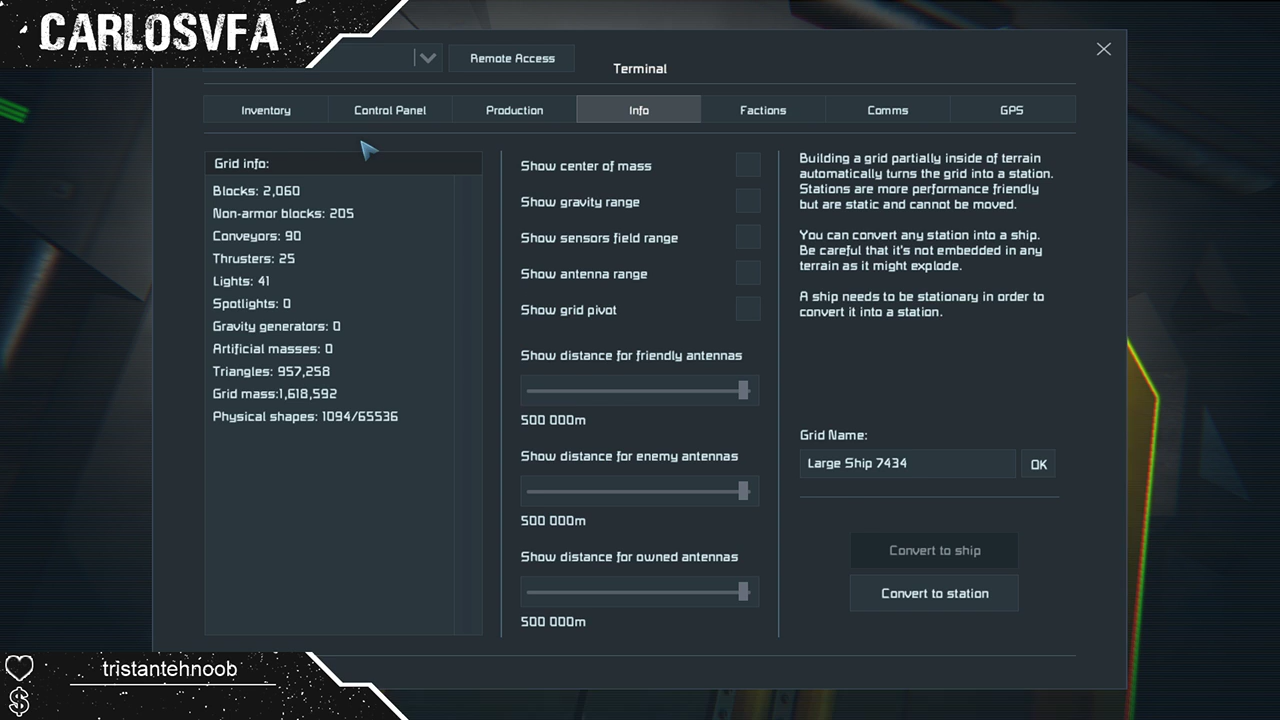 CARLOSVFA
Remote Access
Terminal
Inventory
Control Panel
Production
Info
Factions
Comms
GPS
Grid info:
Blocks: 2,060
Non-armor blocks: 205
Conveyors: 90
Thrusters: 25
Lights: 41
Spotlights: 0
Gravity generators: 0
Artificial masses: 0
Triangles: 957,258
Grid mass:1,618,592
Physical shapes: 1094/65536
Show center of mass
Show gravity range
Show sensors field range
Show antenna range
Show grid pivot
Show distance for friendly antennas
500 000m
Show distance for enemy antennas
500 000m
Show distance for owned antennas
500 000m
Building a grid partially inside of terrain
automatically turns the grid into a station.
Stations are more performance friendly
but are static and cannot be moved.
You can convert any station into a ship.
Be careful that it's not embedded in any
terrain as it might explode.
A ship needs to be stationary in order to
convert it into a station.
Grid Name:
Large Ship 7434
OK
Convert to ship
Convert to station
tristantehnoob
$